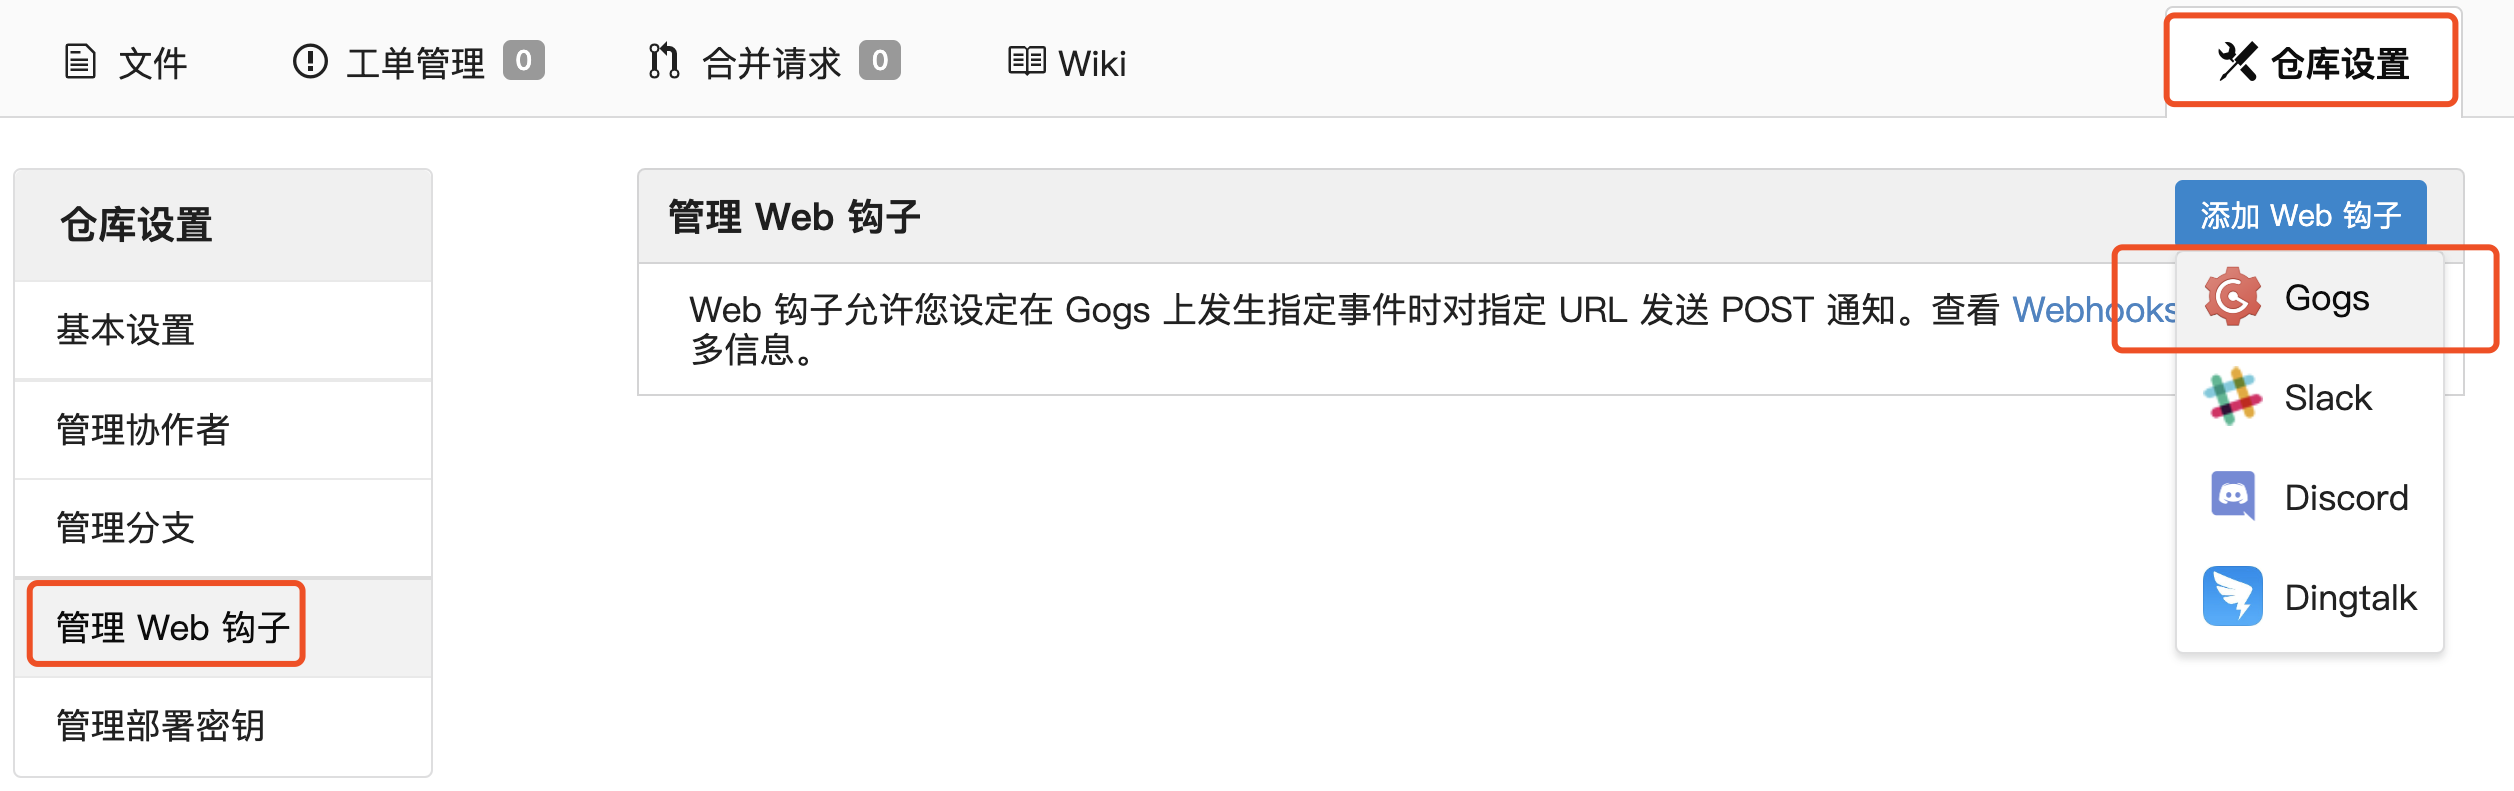 文件
工单管理 0
合并请求 0
Wiki
仓库设置
仓库设置
基本设置
管理协作者
管理分支
管理 Web 钩子
管理部署密钥
管理 Web 钩子
添加 Web 钩子
Web 钩子允许您设定在 Gogs 上发生指定事件时对指定 URL 发送 POST 通知。查看 Webhooks
多信息。
Gogs
Slack
Discord
Dingtalk